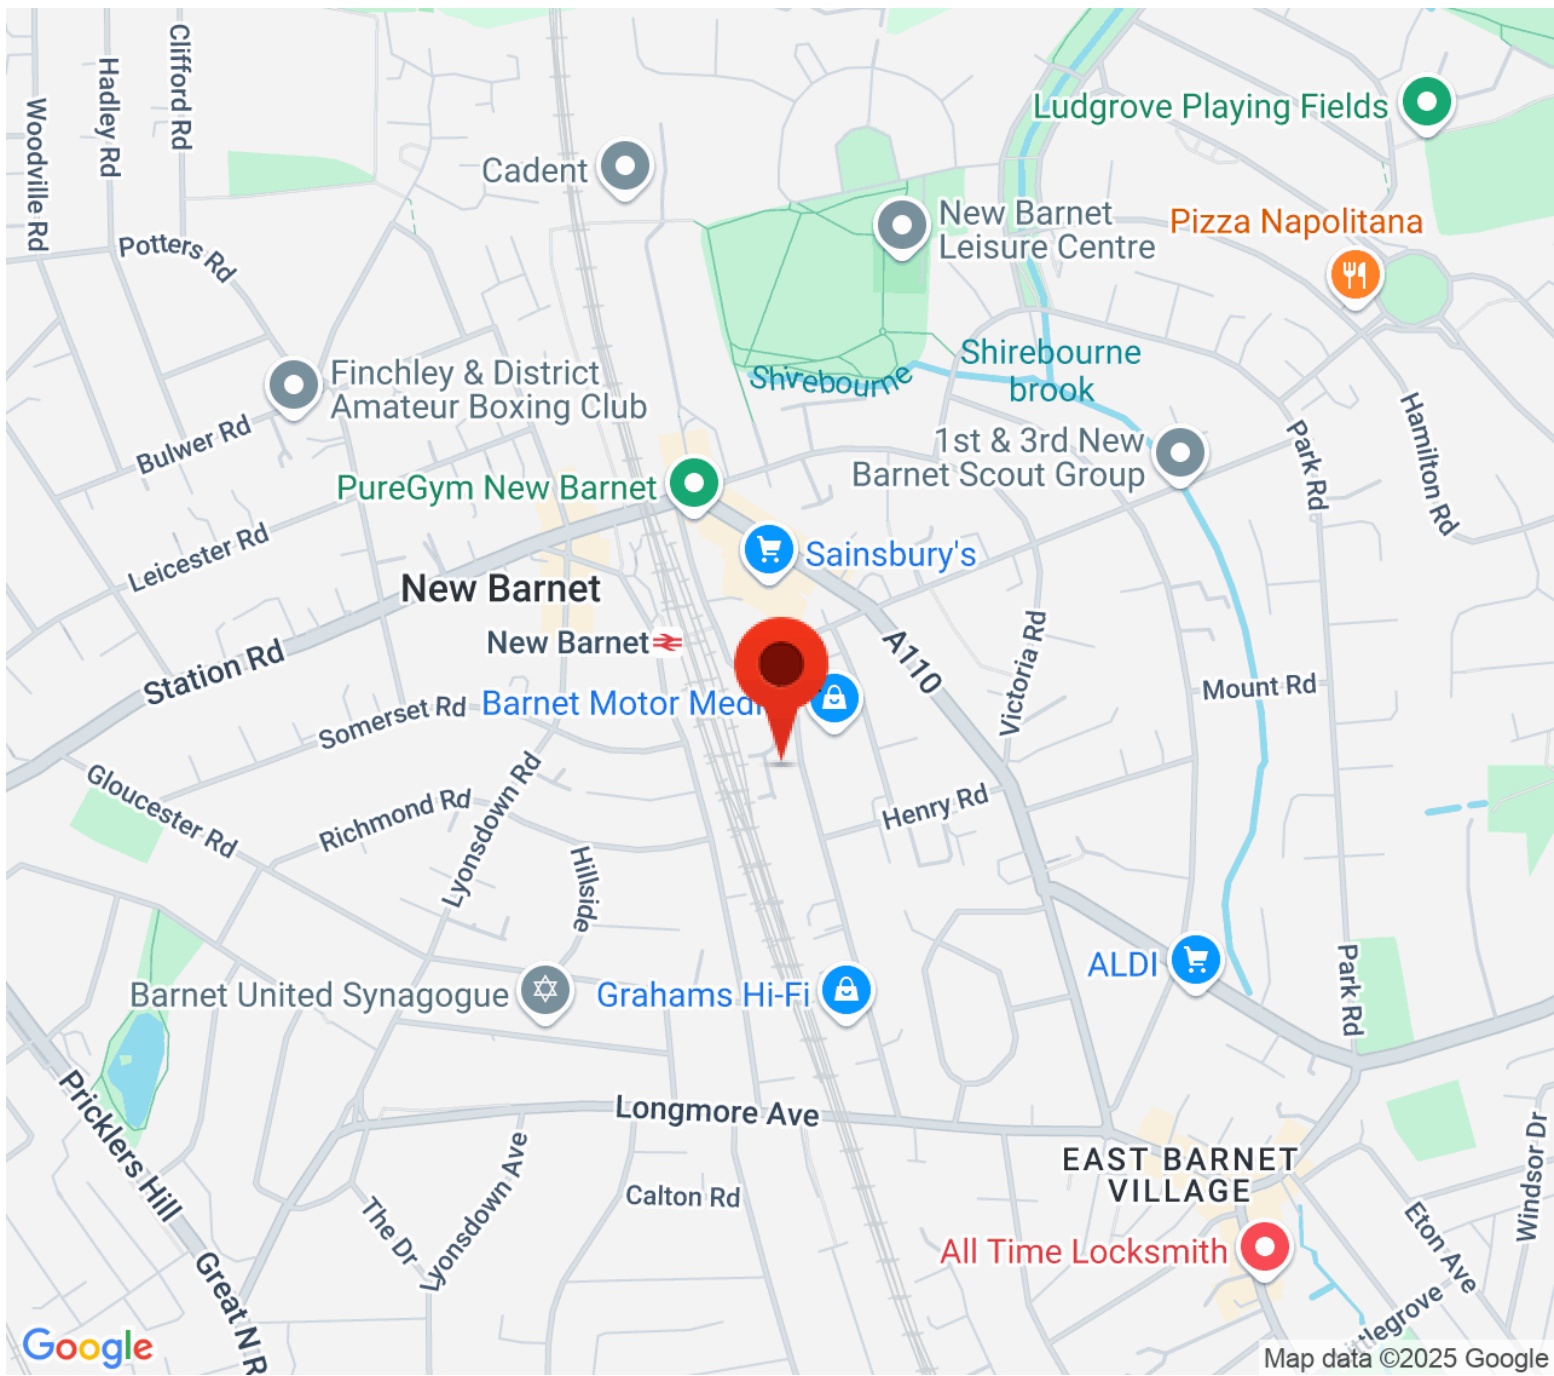 Clifford Rd
Hadley Rd
Woodville Rd
Ludgrove Playing Fields
Cadent
New Barnet
Leisure Centre
Pizza Napolitana
Potters Rd
Shirebourne
brook
Shirebourne
Finchley & District
Amateur Boxing Club
Bulwer Rd
Park Rd
Hamilton Rd
1st & 3rd New
Barnet Scout Group
PureGym New Barnet
Leicester Rd
Sainsbury's
New Barnet
New Barnet
A110
Victoria Rd
Station Rd
Mount Rd
Somerset Rd
Barnet Motor Medi
Gloucester Rd
Richmond Rd
Lyonsdown Rd
Henry Rd
Hillside
ALDI
Park Rd
Barnet United Synagogue
Grahams Hi-Fi
Pricklers Hill
Longmore Ave
EAST BARNET
VILLAGE
Windsor Dr
Calton Rd
The Dr
Lyonsdown Ave
Eton Ave
All Time Locksmith
Great N R
ittlegrove
Google
Map data ©2025 Google